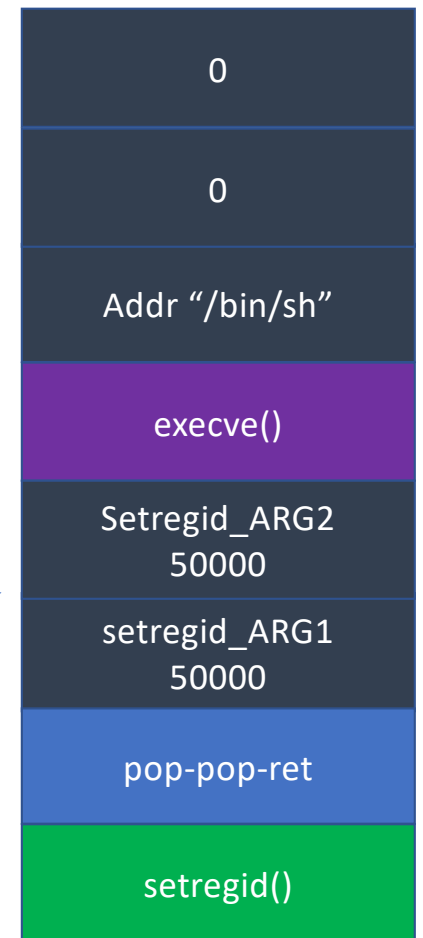 0
0
Addr “/bin/sh”
execve()
Setregid_ARG2
50000
setregid_ARG1
50000
pop-pop-ret
setregid()